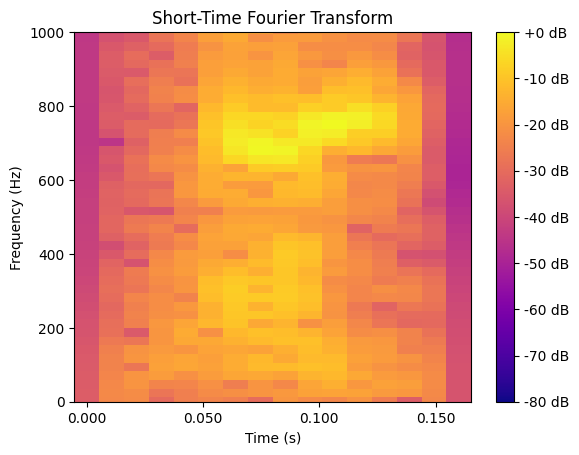 Short-Time Fourier Transform
1000
800
600
400
200
0
Frequency (Hz)
0.000 0.050 0.100 0.150
Time (s)
+0 dB
-10 dB
-20 dB
-30 dB
-40 dB
-50 dB
-60 dB
-70 dB
-80 dB